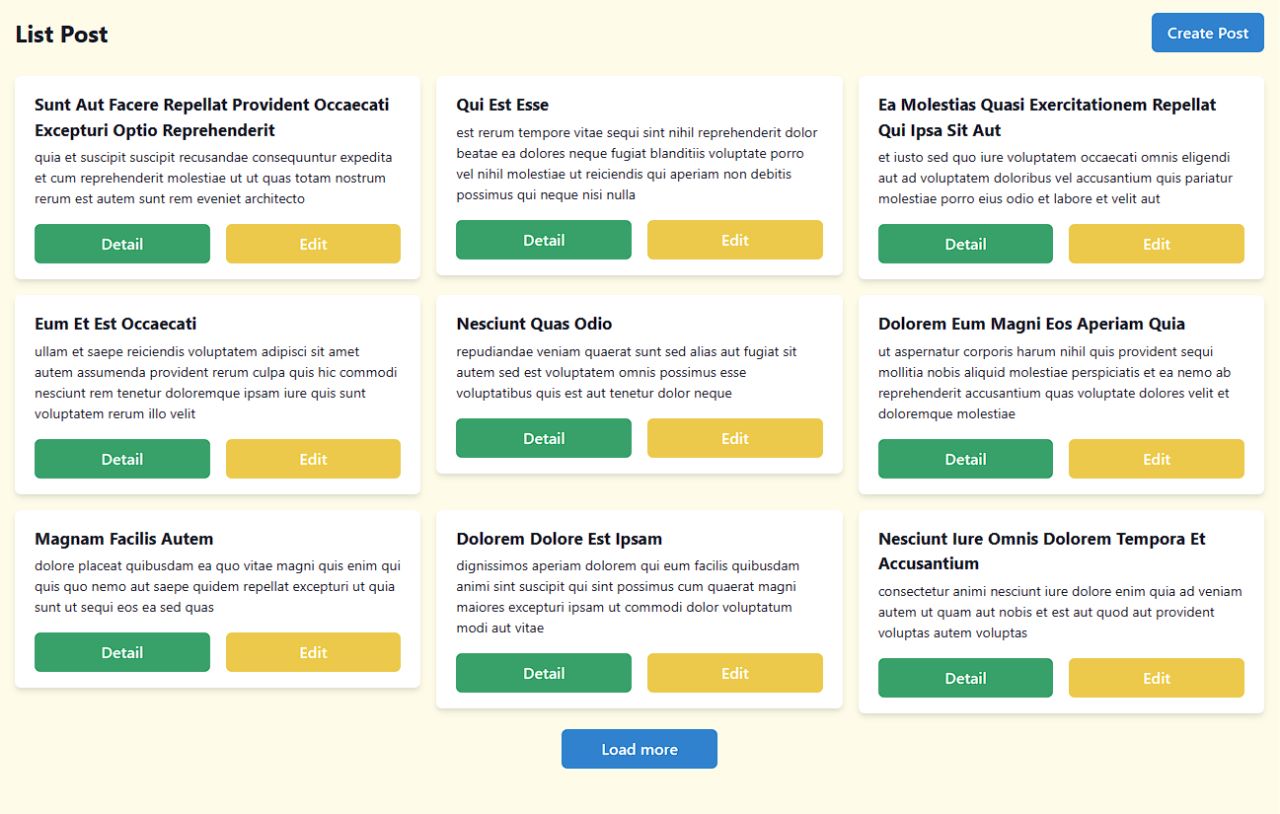 List Post
Create Post
Sunt Aut Facere Repellat Provident Occaecati
Excepturi Optio Reprehenderit
quia et suscipit suscipit recusandae consequuntur expedita
et cum reprehenderit molestiae ut ut quas totam nostrum
rerum est autem sunt rem eveniet architecto
Detail
Edit
Qui Est Esse
est rerum tempore vitae sequi sint nihil reprehenderit dolor
beatae ea dolores neque fugiat blanditiis voluptate porro
vel nihil molestiae ut reiciendis qui aperiam non debitis
possimus qui neque nisi nulla
Detail
Edit
Ea Molestias Quasi Exercitationem Repellat
Qui Ipsa Sit Aut
et iusto sed quo iure voluptatem occaecati omnis eligendi
aut ad voluptatem doloribus vel accusantium quis pariatur
molestiae porro eius odio et labore et velit aut
Detail
Edit
Eum Et Est Occaecati
ullam et saepe reiciendis voluptatem adipisci sit amet
autem assumenda provident rerum culpa quis hic commodi
nesciunt rem tenetur doloremque ipsam iure quis sunt
voluptatem rerum illo velit
Detail
Edit
Nesciunt Quas Odio
repudiandae veniam quaerat sunt sed alias aut fugiat sit
autem sed est voluptatem omnis possimus esse
voluptatibus quis est aut tenetur dolor neque
Detail
Edit
Dolorem Eum Magni Eos Aperiam Quia
ut aspernatur corporis harum nihil quis provident sequi
mollitia nobis aliquid molestiae perspiciatis et ea nemo ab
reprehenderit accusantium quas voluptate dolores velit et
doloremque molestiae
Detail
Edit
Magnam Facilis Autem
dolore placeat quibusdam ea quo vitae magni quis enim qui
quis quo nemo aut saepe quidem repellat excepturi ut quia
sunt ut sequi eos ea sed quas
Detail
Edit
Dolorem Dolore Est Ipsam
dignissimos aperiam dolorem qui eum facilis quibusdam
animi sint suscipit qui sint possimus cum quaerat magni
maiores excepturi ipsam ut commodi dolor voluptatum
modi aut vitae
Detail
Edit
Nesciunt Iure Omnis Dolorem Tempora Et
Accusantium
consectetur animi nesciunt iure dolore enim quia ad veniam
autem ut quam aut nobis et est aut quod aut provident
voluptas autem voluptas
Detail
Edit
Load more